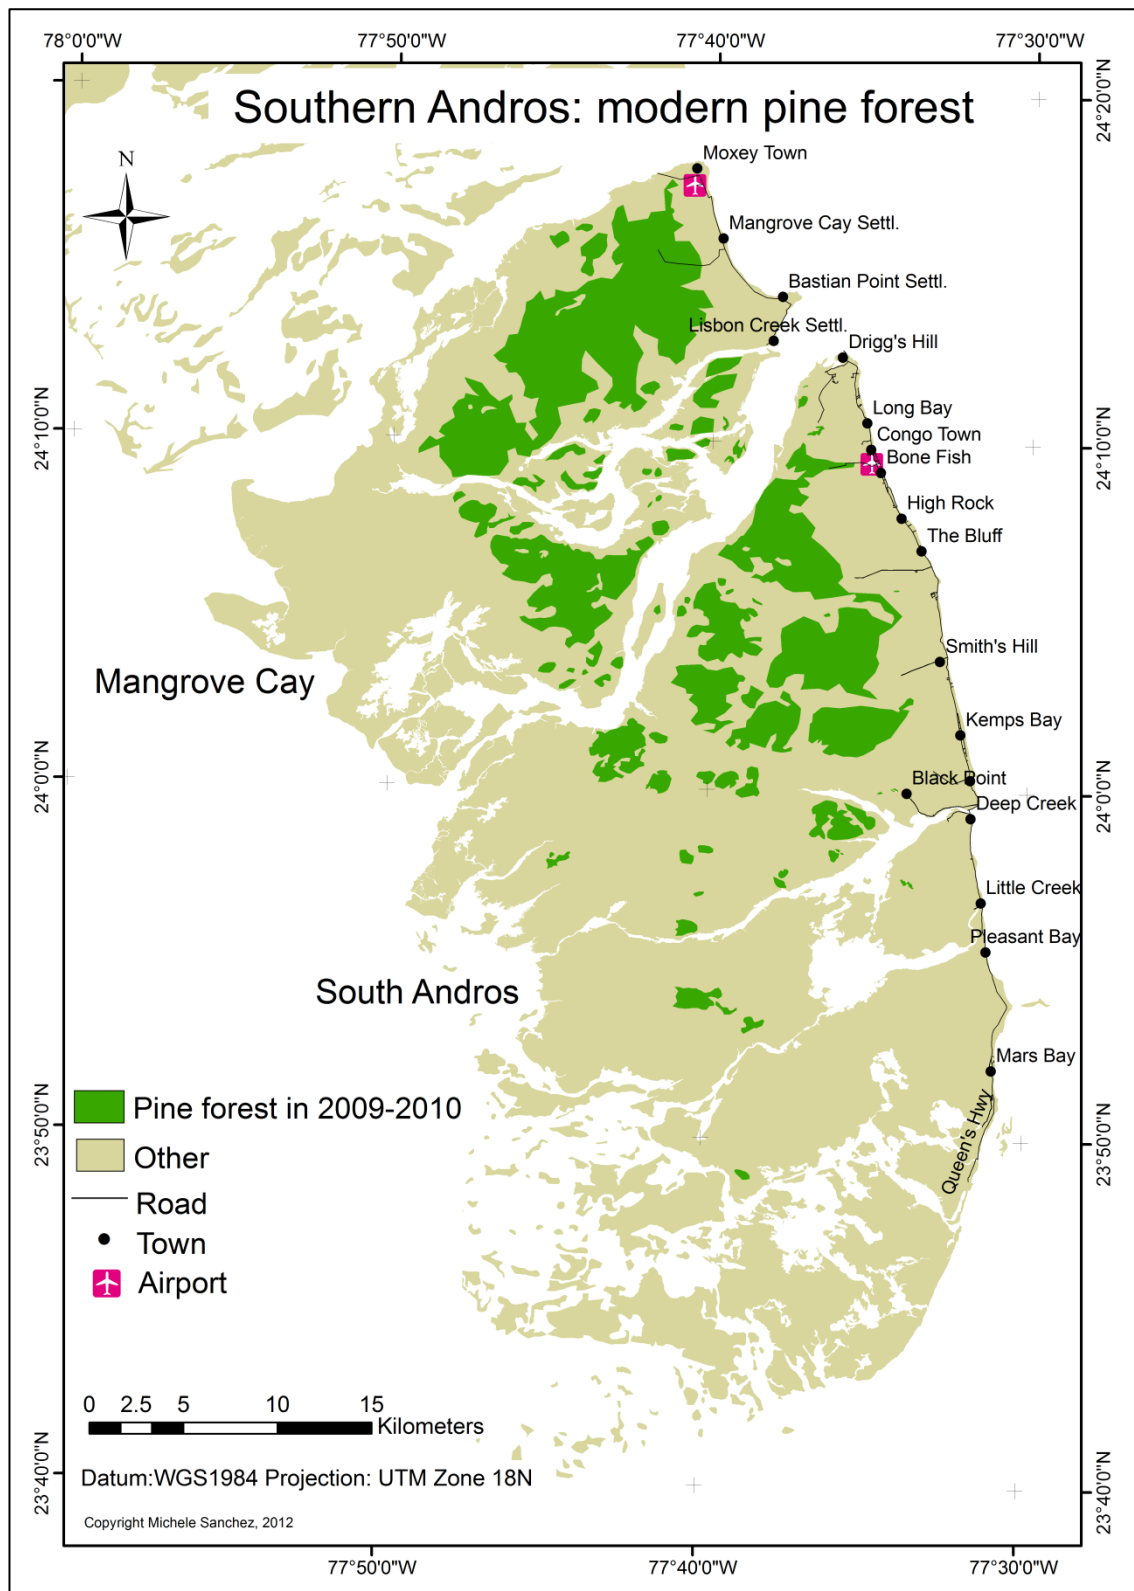 78°0'0"W
77°50'0"W
77°40'0"W
77°30'0"W
Southern Andros: modern pine forest
24°20'0"N
N
Moxey Town
Mangrove Cay Settl.
Bastian Point Settl.
Lisbon Creek Settl.
Drigg's Hill
Long Bay
24°10'0"N
Congo Town
24°10'0"N
Bone Fish
High Rock
The Bluff
Smith's Hill
Mangrove Cay
Kemps Bay
24°0'0"N
Black Point
24°0'0"N
Deep Creek
Little Creek
Pleasant Bay
South Andros
Mars Bay
Pine forest in 2009-2010
Queen's Hwy
23°50'0"N
23°50'0"N
Other
Road
Town
Airport
0 2.5 5 10 15
Kilometers
Datum:WGS1984 Projection: UTM Zone 18N
23°40'0"N
23°40'0"N
Copyright Michele Sanchez, 2012
77°50'0"W
77°40'0"W
77°30'0"W